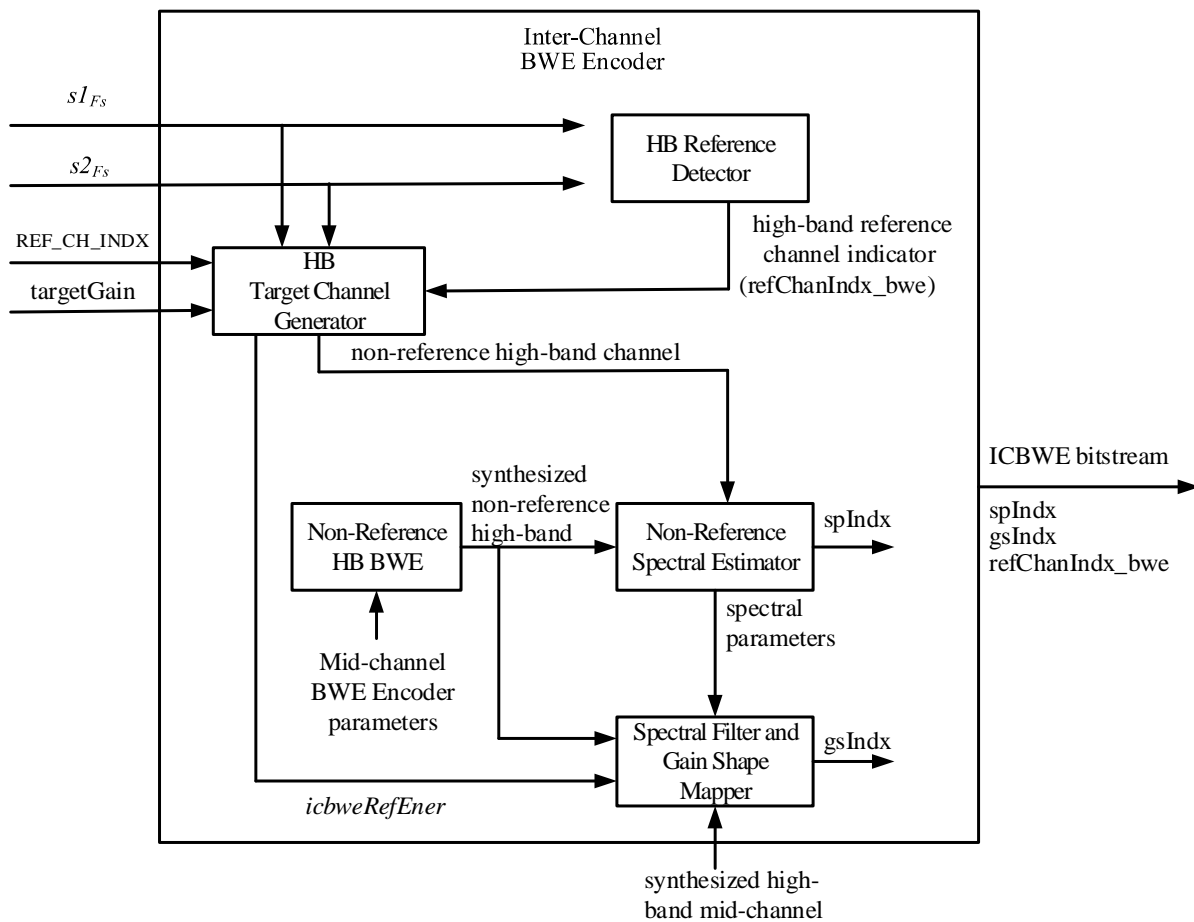 Inter-Channel
BWE Encoder
s1Fs
s2Fs
HB Reference
Detector
REF_CH_INDX
targetGain
HB
Target Channel
Generator
high-band reference
channel indicator
(refChanIndx_bwe)
non-reference high-band channel
synthesized
non-reference
high-band
Non-Reference
HB BWE
Non-Reference
Spectral Estimator
spIndx
ICBWE bitstream
spIndx
gsIndx
refChanIndx_bwe
spectral
parameters
Mid-channel
BWE Encoder
parameters
Spectral Filter and
Gain Shape
Mapper
gsIndx
icbweRefEner
synthesized high-
band mid-channel